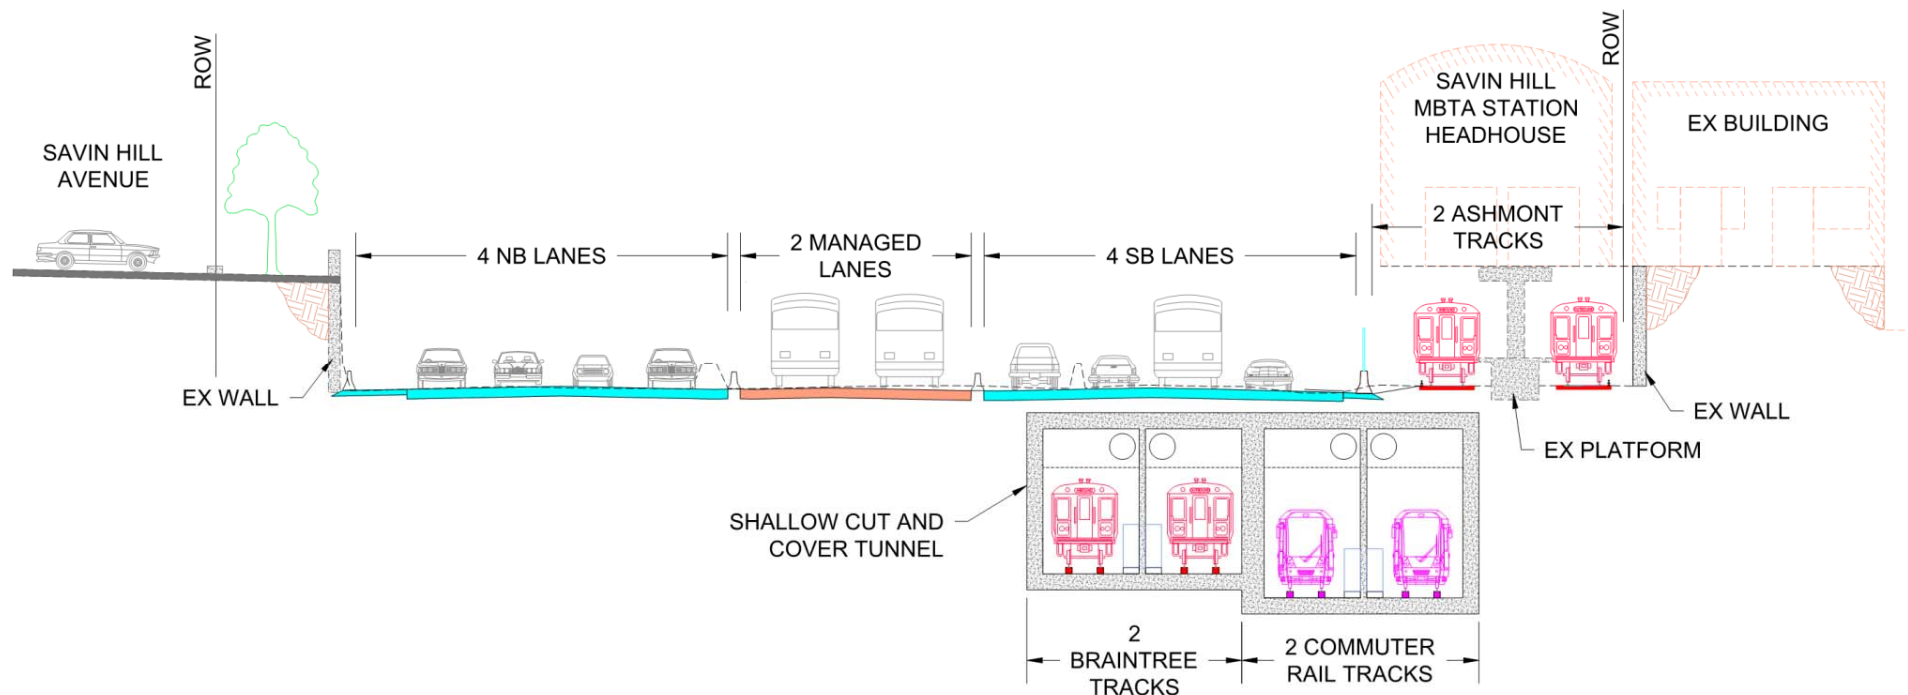 ROW
ROW
SAVIN HILL
MBTA STATION
HEADHOUSE
EX BUILDING
SAVIN HILL
AVENUE
2 ASHMONT
TRACKS
4 NB LANES
2 MANAGED
LANES
4 SB LANES
EX WALL
EX WALL
EX PLATFORM
SHALLOW CUT AND
COVER TUNNEL
2
BRAINTREE
TRACKS
2 COMMUTER
RAIL TRACKS